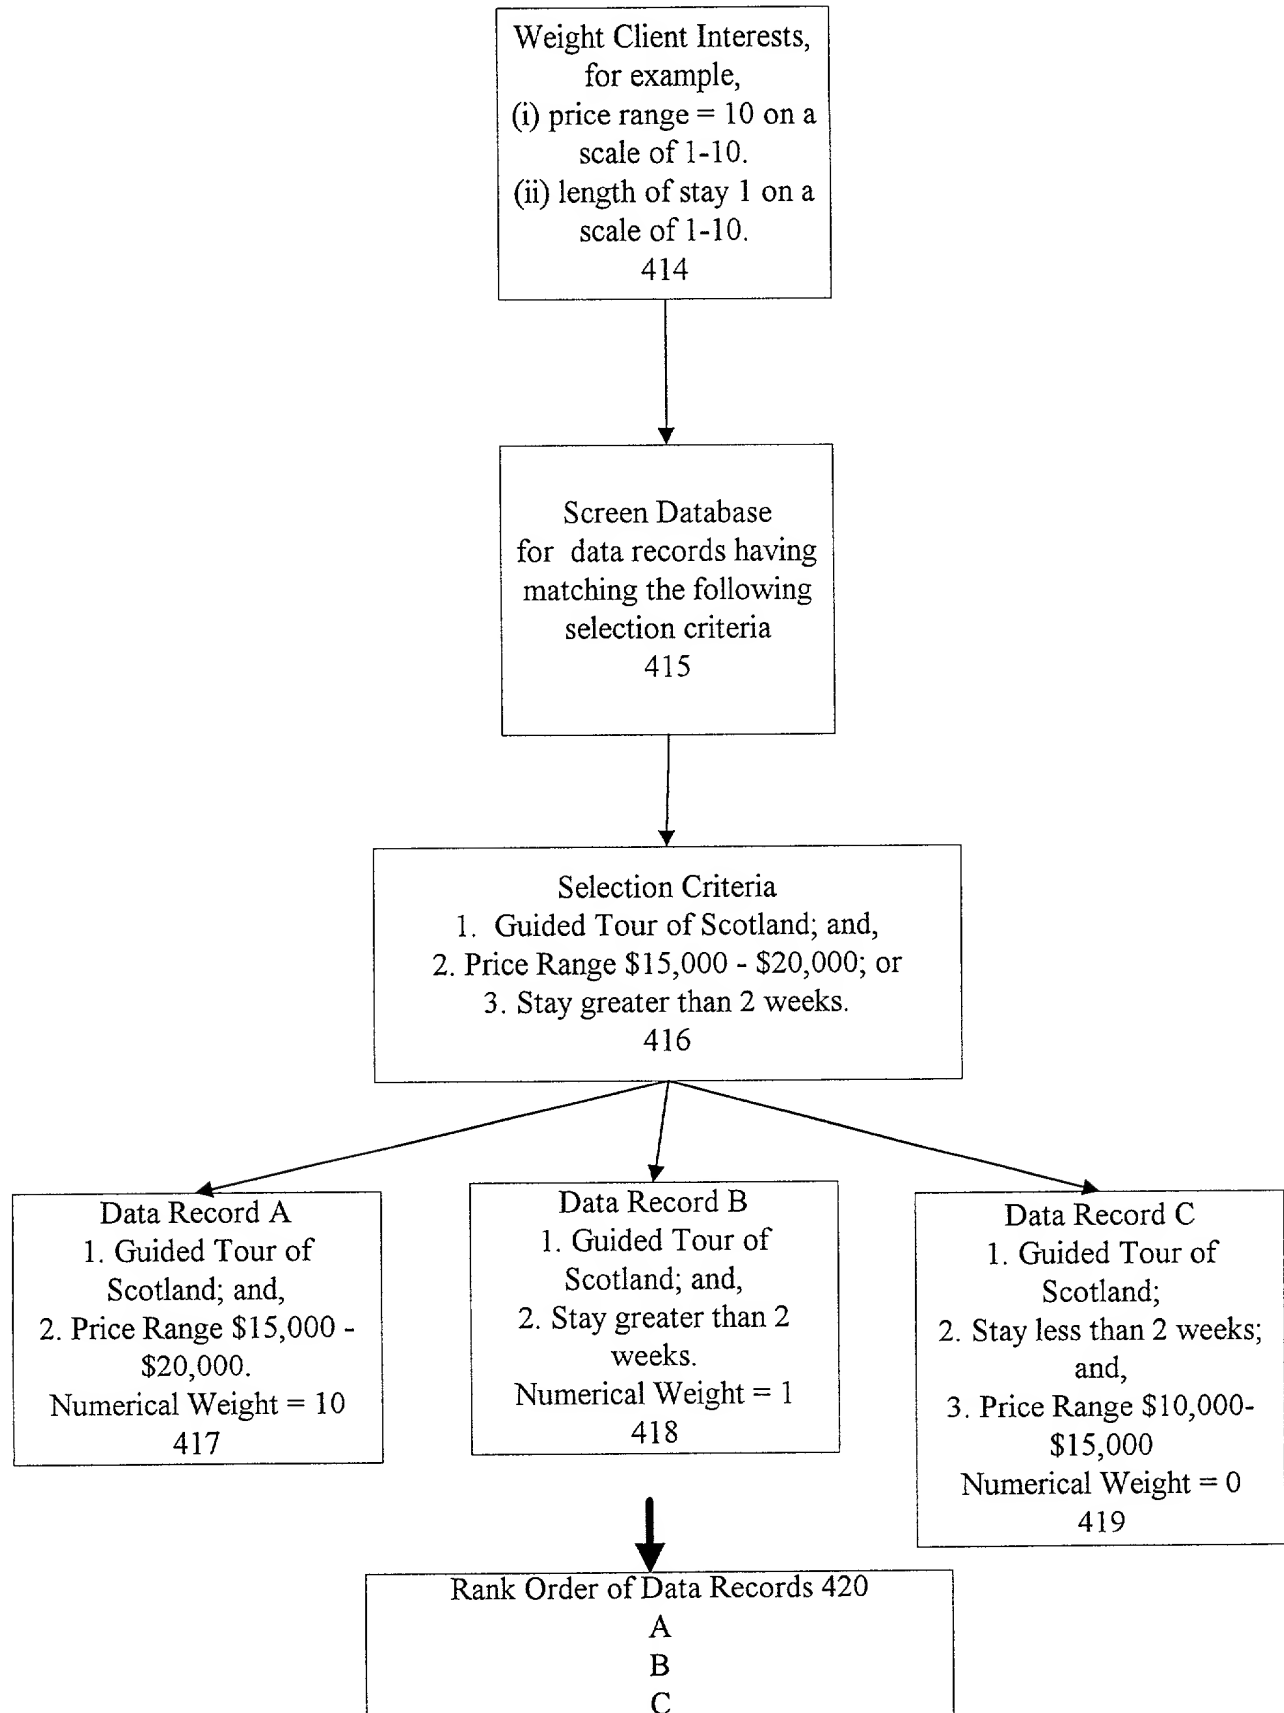 Weight Client Interests,
for example,
(i) price range = 10 on a
scale of 1-10.
(ii) length of stay 1 on a
scale of 1-10.
414
Screen Database
for data records having
matching the following
selection criteria
415
Selection Criteria
1. Guided Tour of Scotland; and,
2. Price Range $15,000 - $20,000; or
3. Stay greater than 2 weeks.
416
Data Record A
1. Guided Tour of
Scotland; and,
2. Price Range $15,000 -
$20,000.
Numerical Weight = 10
417
Data Record B
1. Guided Tour of
Scotland; and,
2. Stay greater than 2
weeks.
Numerical Weight = 1
418
Data Record C
1. Guided Tour of
Scotland;
2. Stay less than 2 weeks;
and,
3. Price Range $10,000-
$15,000
Numerical Weight = 0
419
Rank Order of Data Records 420
A
B
C